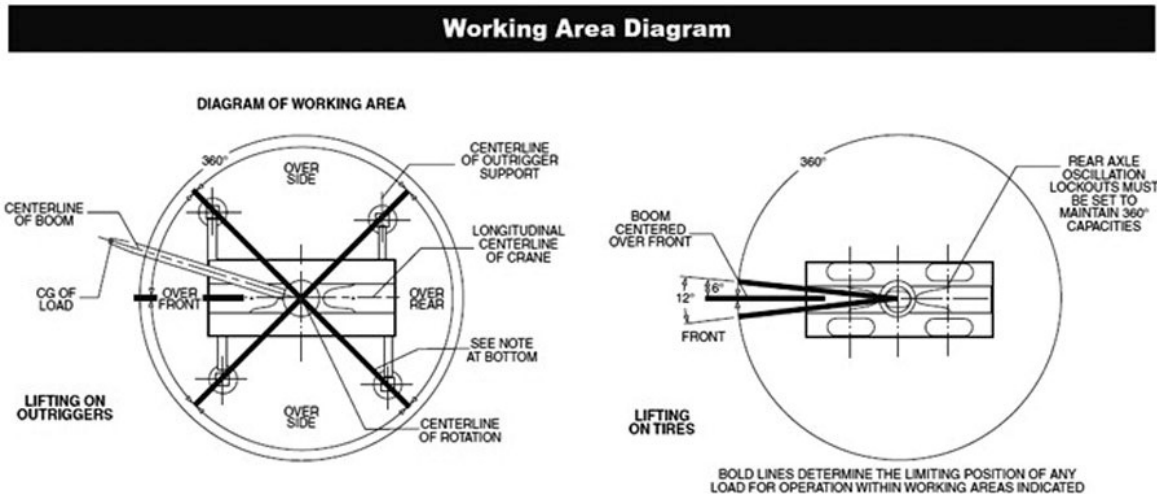 Working Area Diagram
DIAGRAM OF WORKING AREA
360°
OVER
SIDE
CENTERLINE
OF OUTRIGGER
SUPPORT
CENTERLINE
OF BOOM
LONGITUDINAL
CENTERLINE
OF CRANE
CG OF
LOAD
OVER
FRONT
OVER
REAR
SEE NOTE
AT BOTTOM
LIFTING ON
OUTRIGGERS
OVER
SIDE
CENTERLINE
OF ROTATION
360°
REAR AXLE
OSCILLATION
LOCKOUTS MUST
BE SET TO
MAINTAIN 360°
CAPACITIES
BOOM
CENTERED
OVER FRONT
6°
12°
FRONT
LIFTING
ON TIRES
BOLD LINES DETERMINE THE LIMITING POSITION OF ANY
LOAD FOR OPERATION WITHIN WORKING AREAS INDICATED